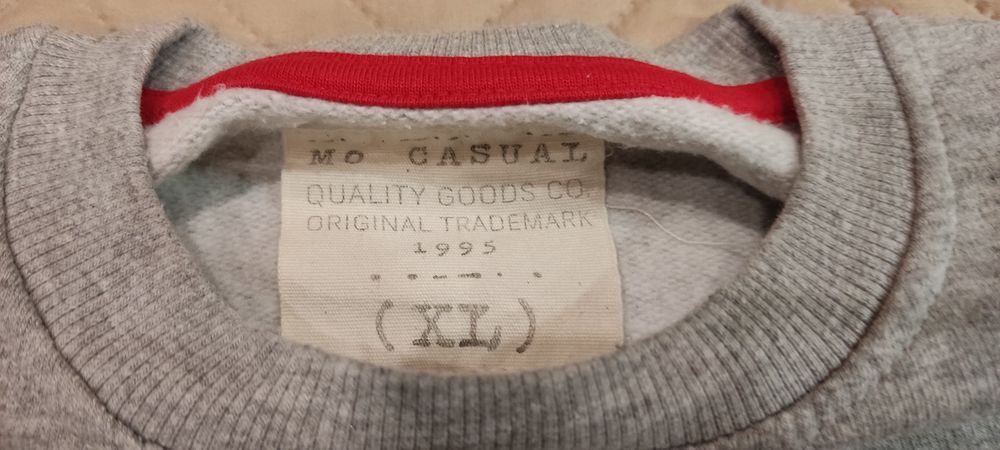 Mo CASUAL
QUALITY GOODS CO.
ORIGINAL TRADEMARK
1995
(XL)